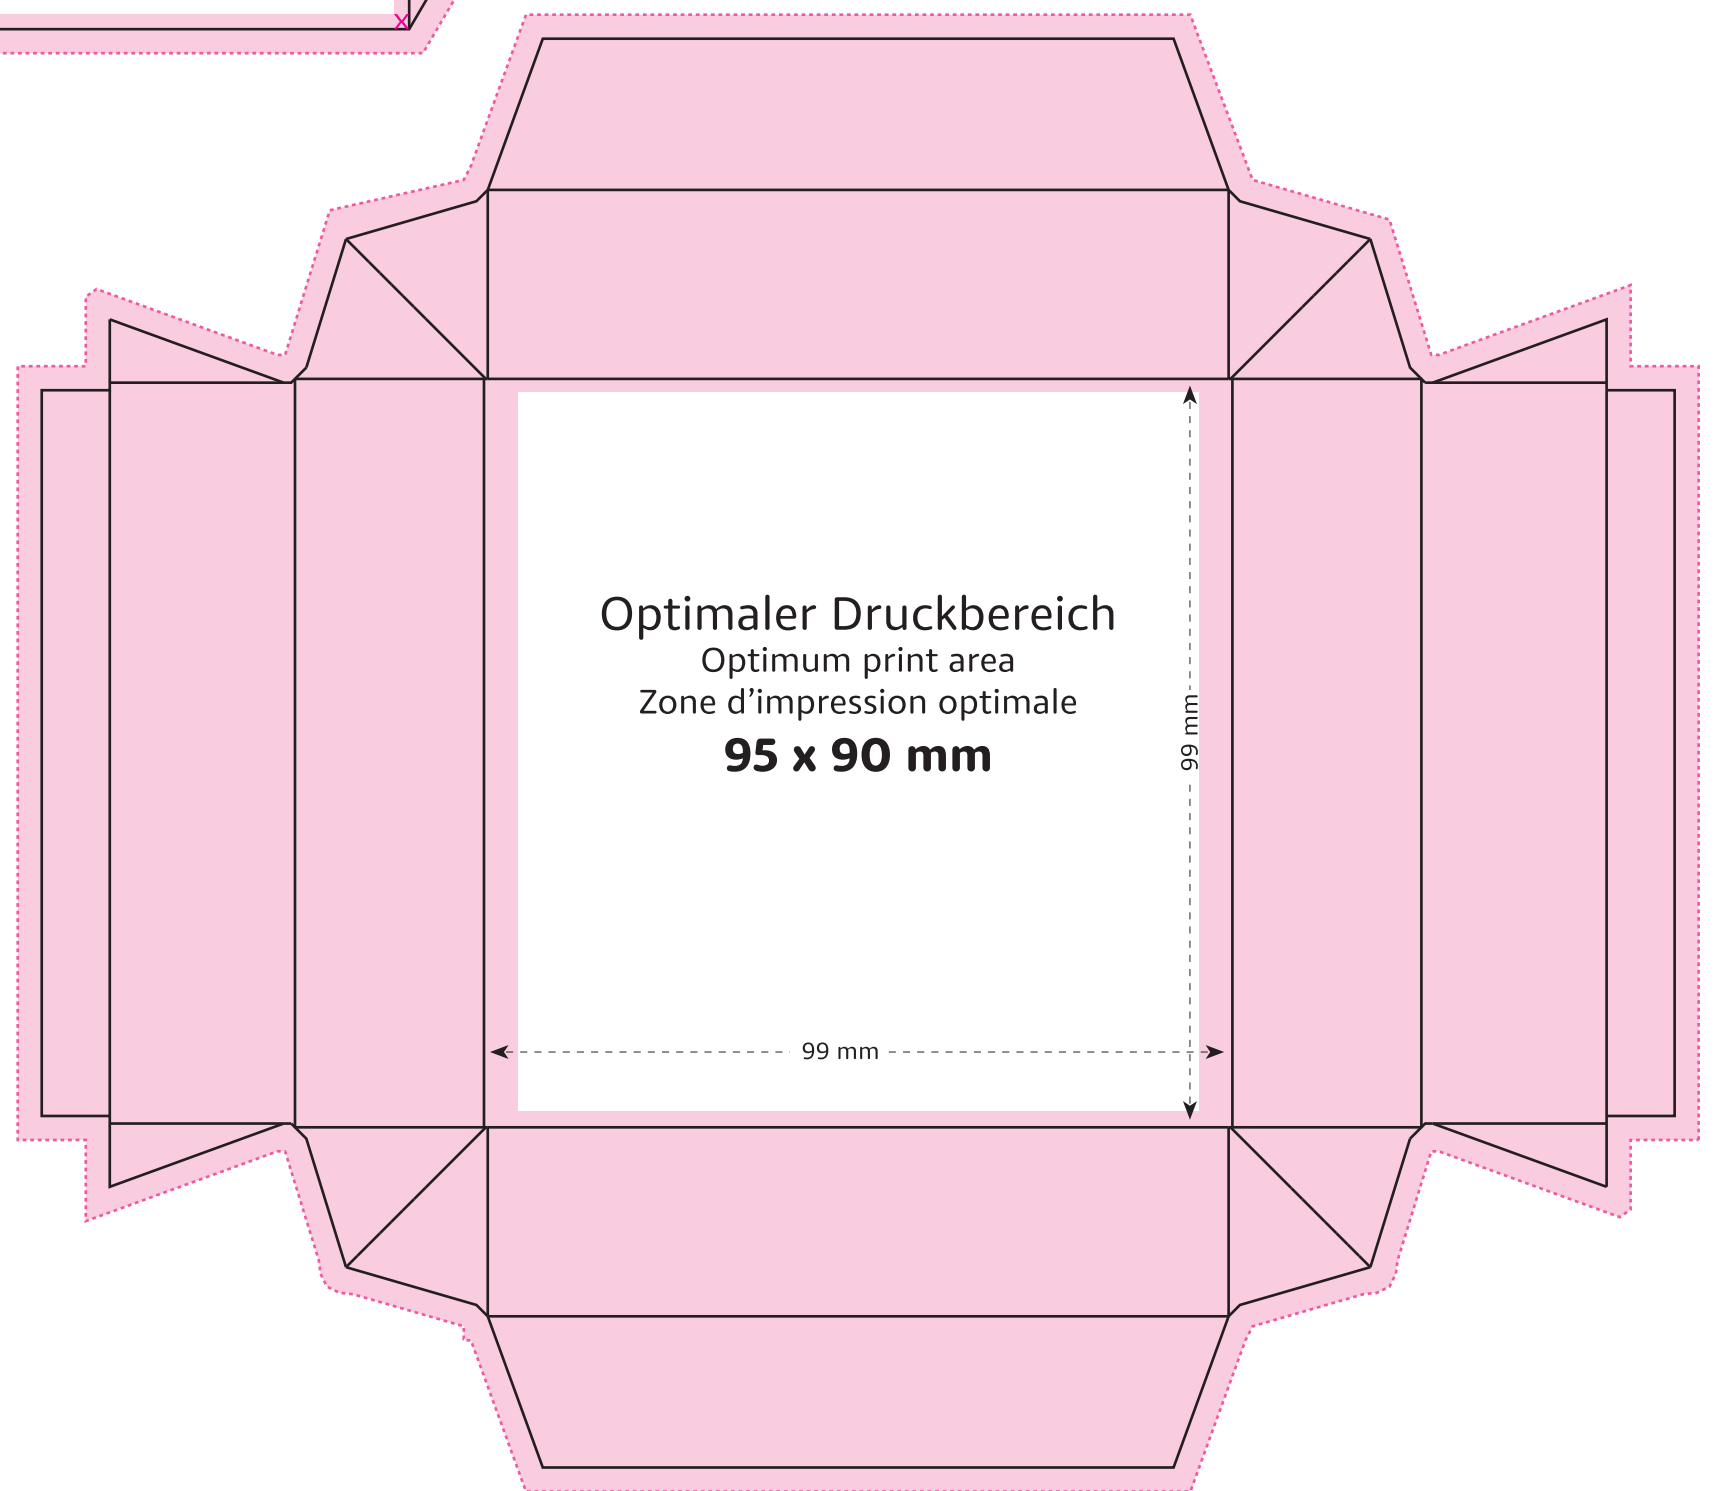 x
Optimaler Druckbereich
Optimum print area
Zone d’impression optimale
95 x 90 mm
99 mm
99 mm